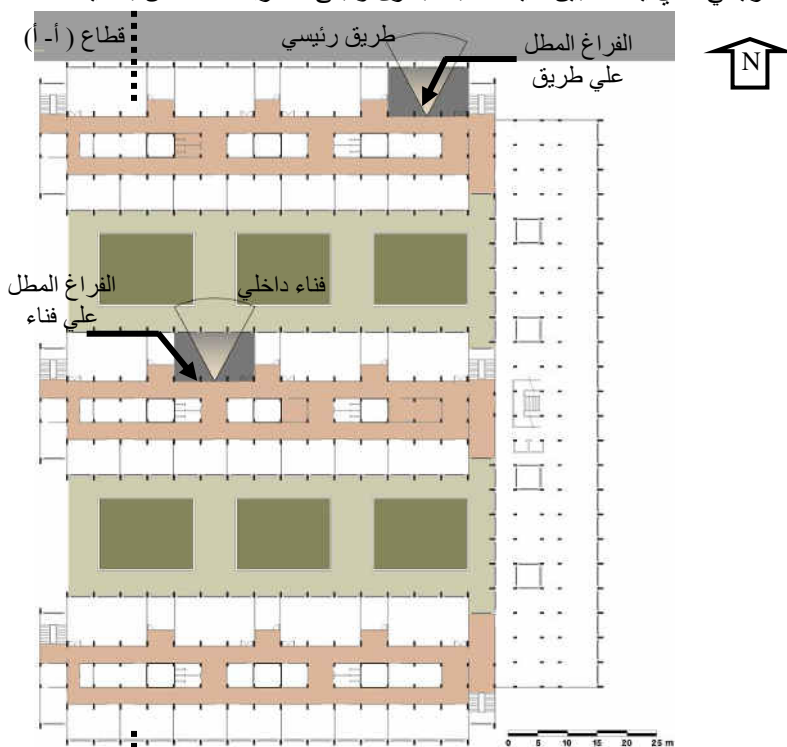 قطاع ( أ- أ)
طريق رئيسي
الفراغ المطل
علي طريق
N
الفراغ المطل
علي فناء
فناء داخلي
0 5 10 15 20 25 m